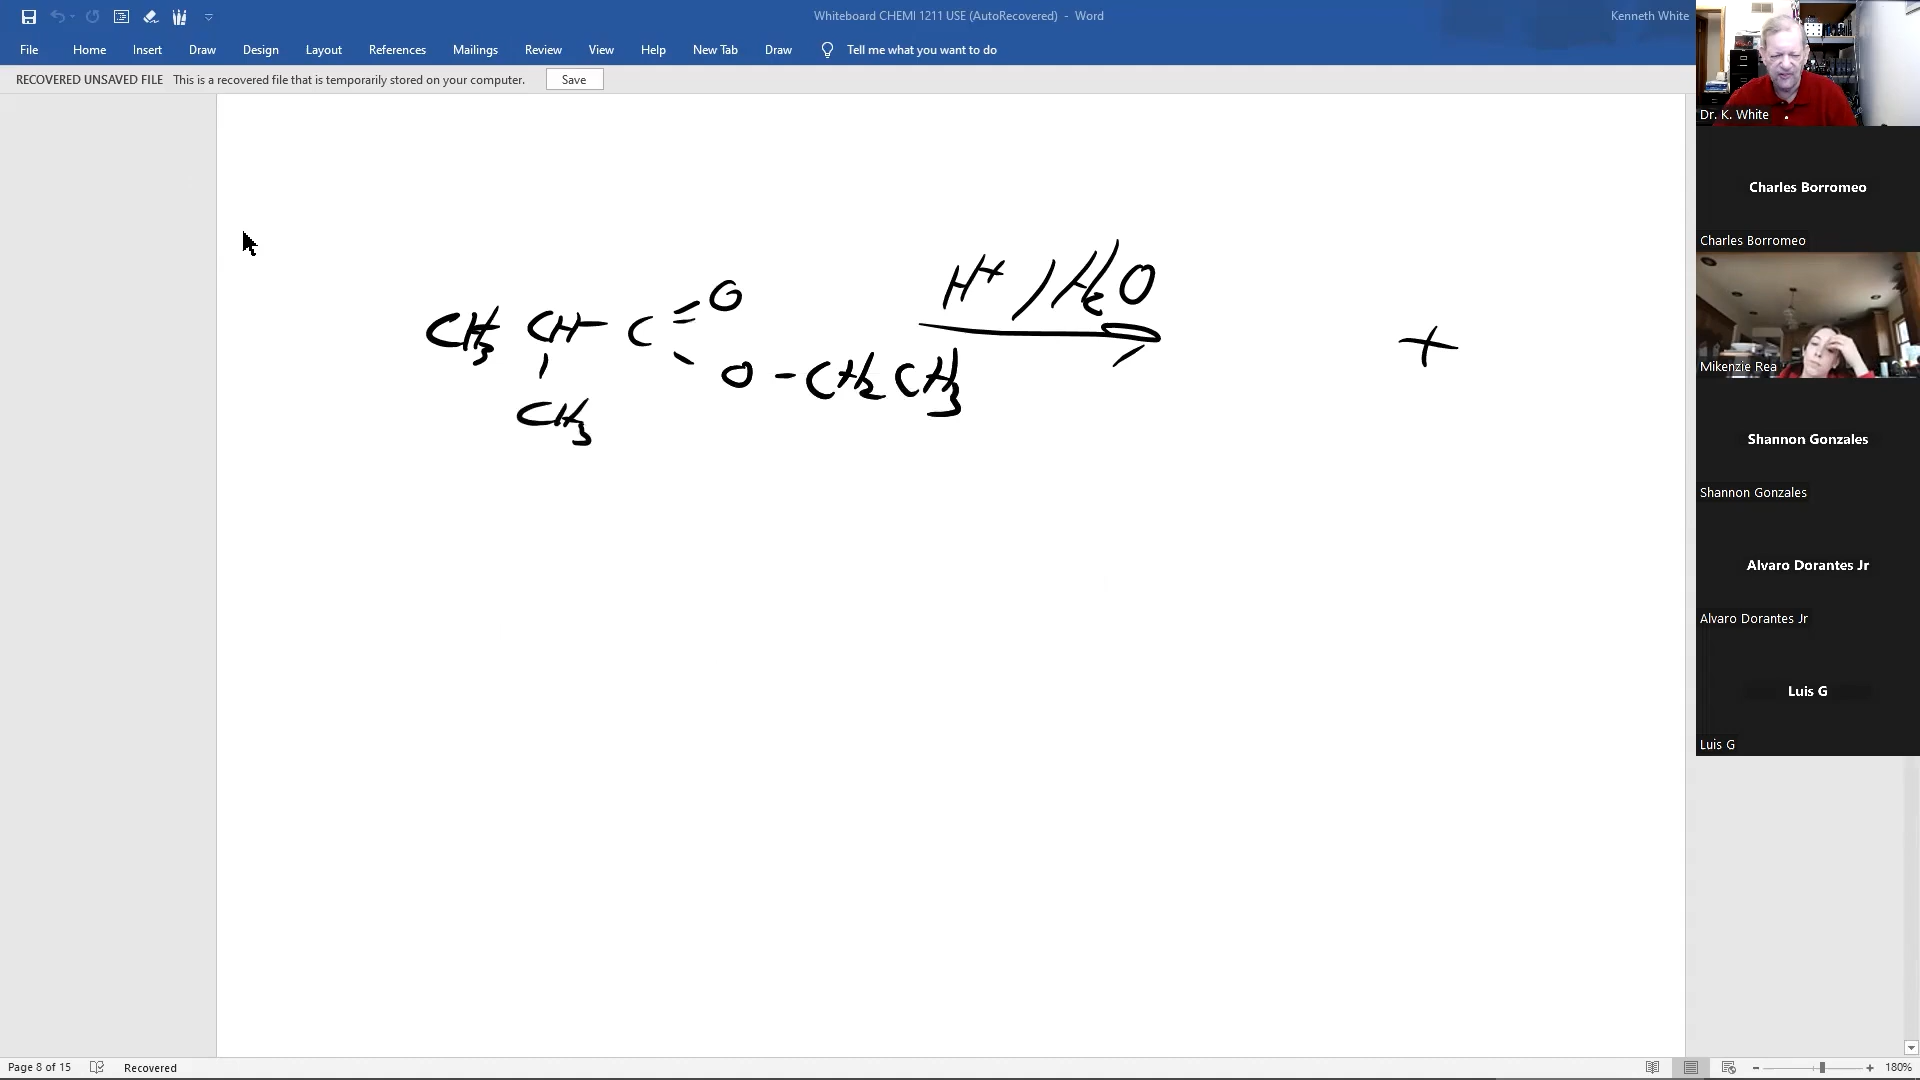 Whiteboard CHEMI 1211 USE (AutoRecovered) - Word
Kenneth White
File Home Insert Draw Design Layout References Mailings Review View Help New Tab Draw Tell me what you want to do
RECOVERED UNSAVED FILE This is a recovered file that is temporarily stored on your computer. Save
Dr. K. White
Charles Borromeo
Charles Borromeo
Mikenzie Rea
Shannon Gonzales
Shannon Gonzales
Alvaro Dorantes Jr
Alvaro Dorantes Jr
Luis G
Luis G
H+ / H2O
CH3 CH - C = O
O - CH2 CH3
CH3
+
Page 8 of 15 Recovered
180%